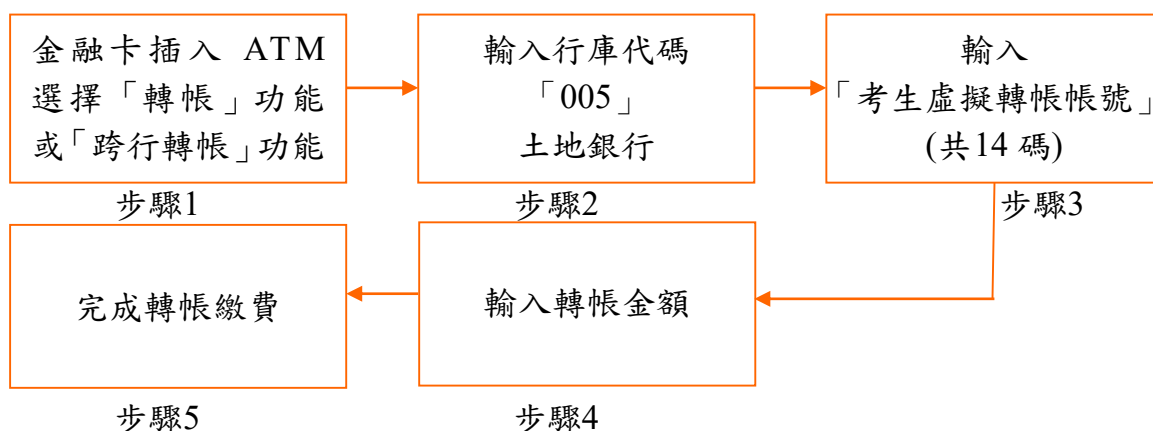 金融卡插入 ATM
選擇「轉帳」功能
或「跨行轉帳」功能
步驟1
輸入行庫代碼
「005」
土地銀行
步驟2
輸入
「考生虛擬轉帳帳號」
(共14 碼)
步驟3
輸入轉帳金額
步驟4
完成轉帳繳費
步驟5